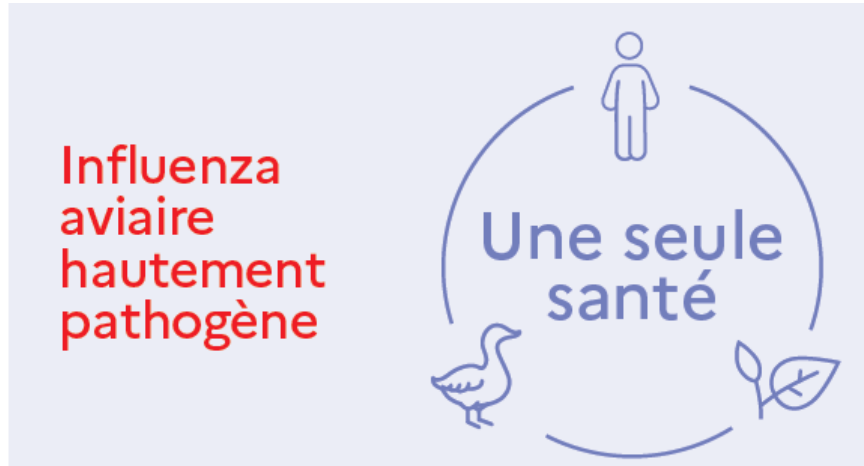 Influenza
aviaire
hautement
pathogène
Une seule
santé